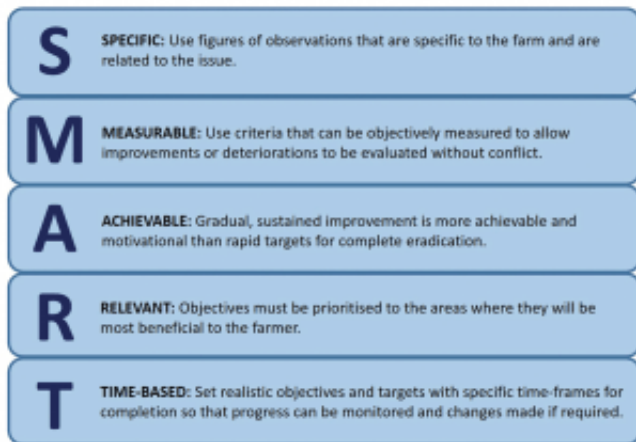 S
SPECIFIC: Use figures of observations that are specific to the farm and are
related to the issue.
M
MEASURABLE: Use criteria that can be objectively measured to allow
improvements or deteriorations to be evaluated without conflict.
A
ACHIEVABLE: Gradual, sustained improvement is more achievable and
motivational than rapid targets for complete eradication.
R
RELEVANT: Objectives must be prioritised to the areas where they will be
most beneficial to the farmer.
T
TIME-BASED: Set realistic objectives and targets with specific time-frames for
completion so that progress can be monitored and changes made if required.